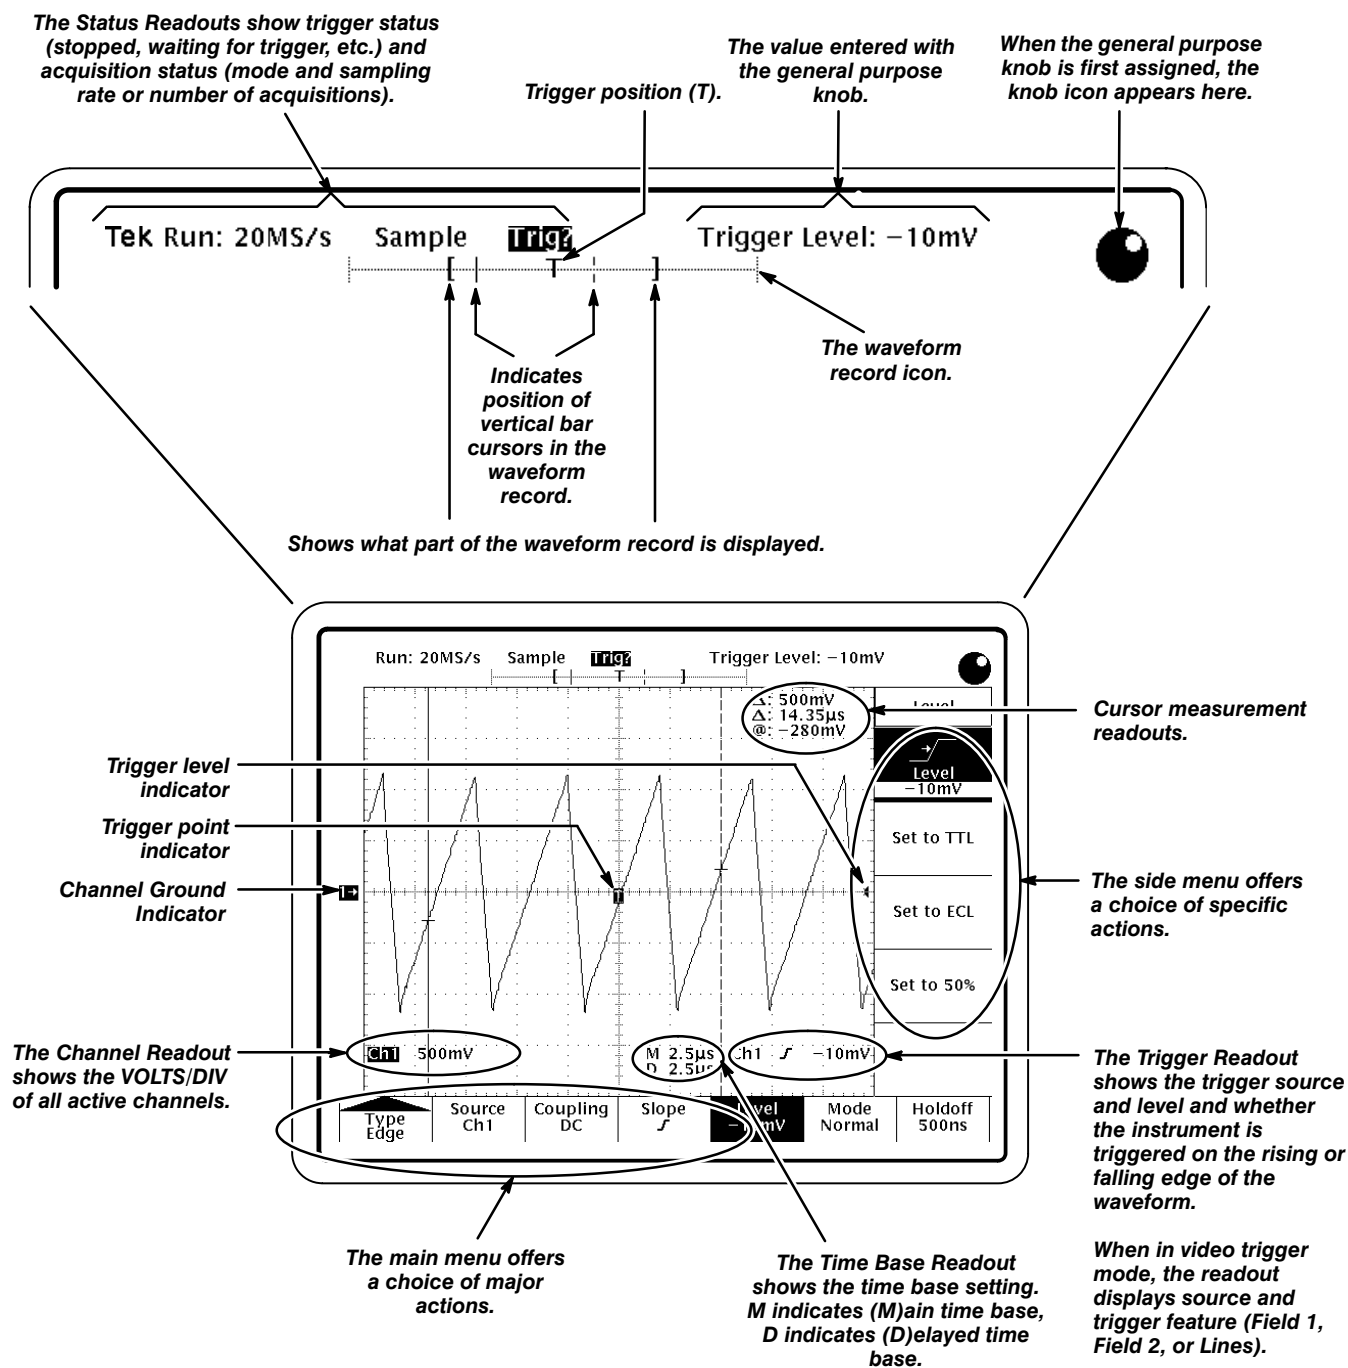 The Status Readouts show trigger status
(stopped, waiting for trigger, etc.) and
acquisition status (mode and sampling
rate or number of acquisitions).
Trigger position (T).
The value entered with
the general purpose
knob.
When the general purpose
knob is first assigned, the
knob icon appears here.
Tek Run: 20MS/s Sample Trig? Trigger Level: −10mV
[ T ]
The waveform
record icon.
Indicates
position of
vertical bar
cursors in the
waveform
record.
Shows what part of the waveform record is displayed.
Run: 20MS/s Sample Trig? Trigger Level: −10mV
[ T ]
Δ: 500mV
Δ: 14.35µs
@: −280mV
Level
Cursor measurement
readouts.
Level
−10mV
Trigger level
indicator
Trigger point
indicator
Set to TTL
Channel Ground
Indicator
1→
T
The side menu offers
a choice of specific
actions.
Set to ECL
Set to 50%
The Channel Readout
shows the VOLTS/DIV
of all active channels.
Ch1 500mV
M 2.5µs
D 2.5µs
Ch1 −10mV
The Trigger Readout
shows the trigger source
and level and whether
the instrument is
triggered on the rising or
falling edge of the
waveform.
Type
Edge
Source
Ch1
Coupling
DC
Slope
Level
−10mV
Mode
Normal
Holdoff
500ns
The main menu offers
a choice of major
actions.
The Time Base Readout
shows the time base setting.
M indicates (M)ain time base,
D indicates (D)elayed time
base.
When in video trigger
mode, the readout
displays source and
trigger feature (Field 1,
Field 2, or Lines).